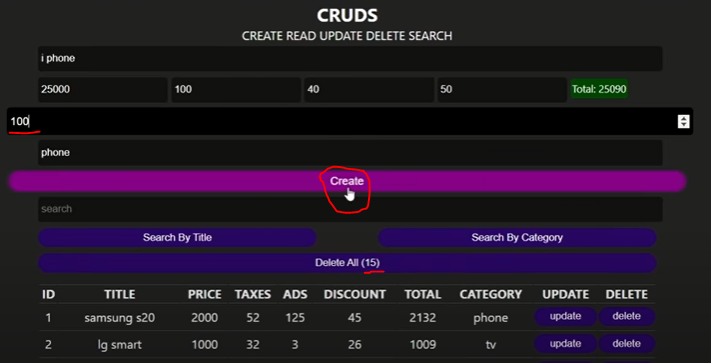 CRUDS
CREATE READ UPDATE DELETE SEARCH
i phone
25000 100 40 50 Total: 25090
100
phone
Create
search
Search By Title Search By Category
Delete All (15)
ID TITLE PRICE TAXES ADS DISCOUNT TOTAL CATEGORY UPDATE DELETE
1 samsung s20 2000 52 125 45 2132 phone update delete
2 lg smart 1000 32 3 26 1009 tv update delete